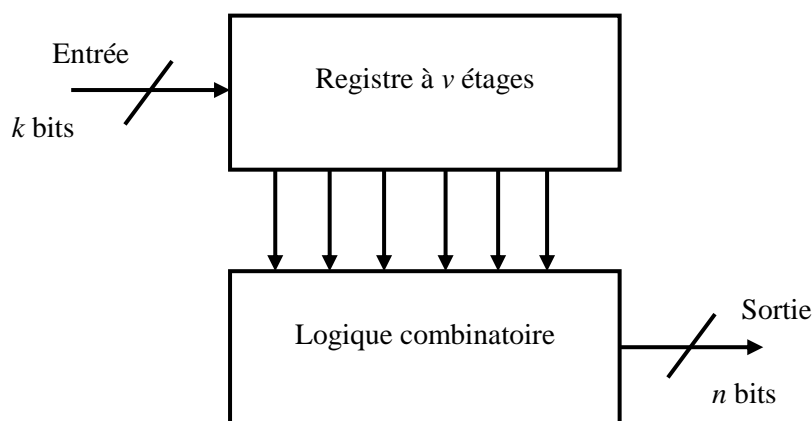 Entrée
k bits
Registre à v étages
Logique combinatoire
Sortie
n bits